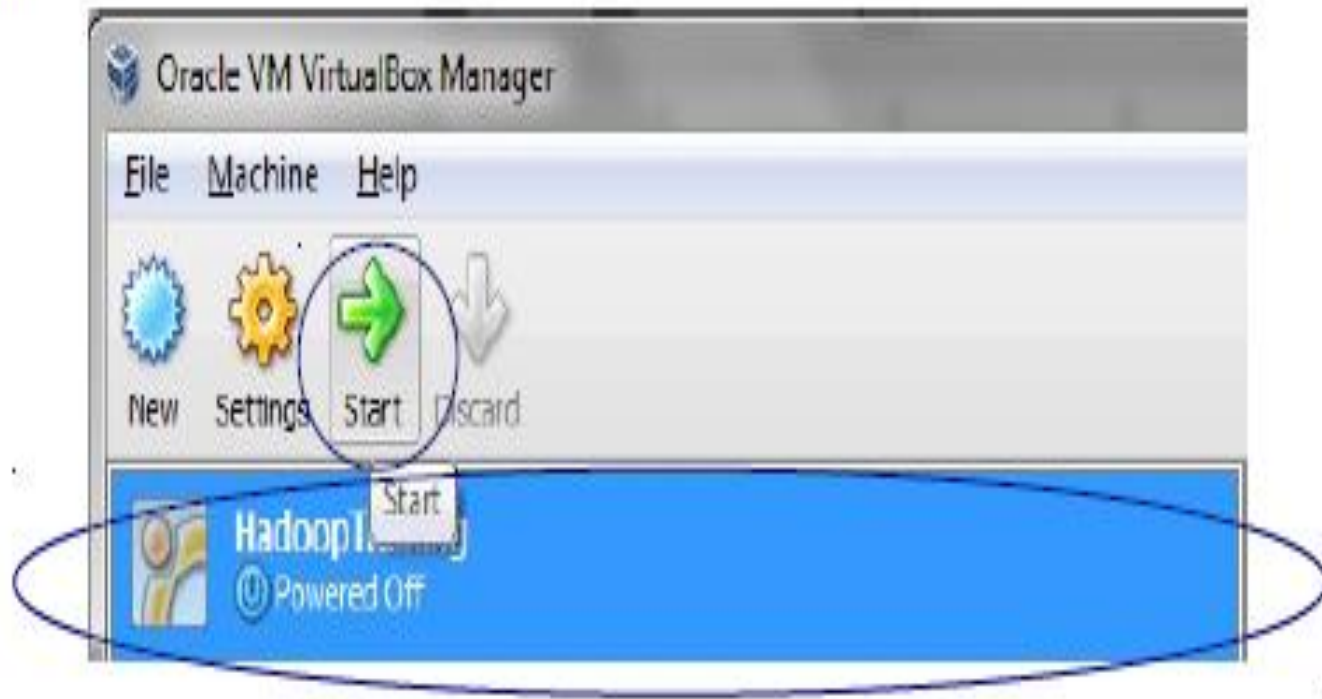 Oracle VM VirtualBox Manager
File Machine Help
New Settings Start Discard
Start
Powered Off